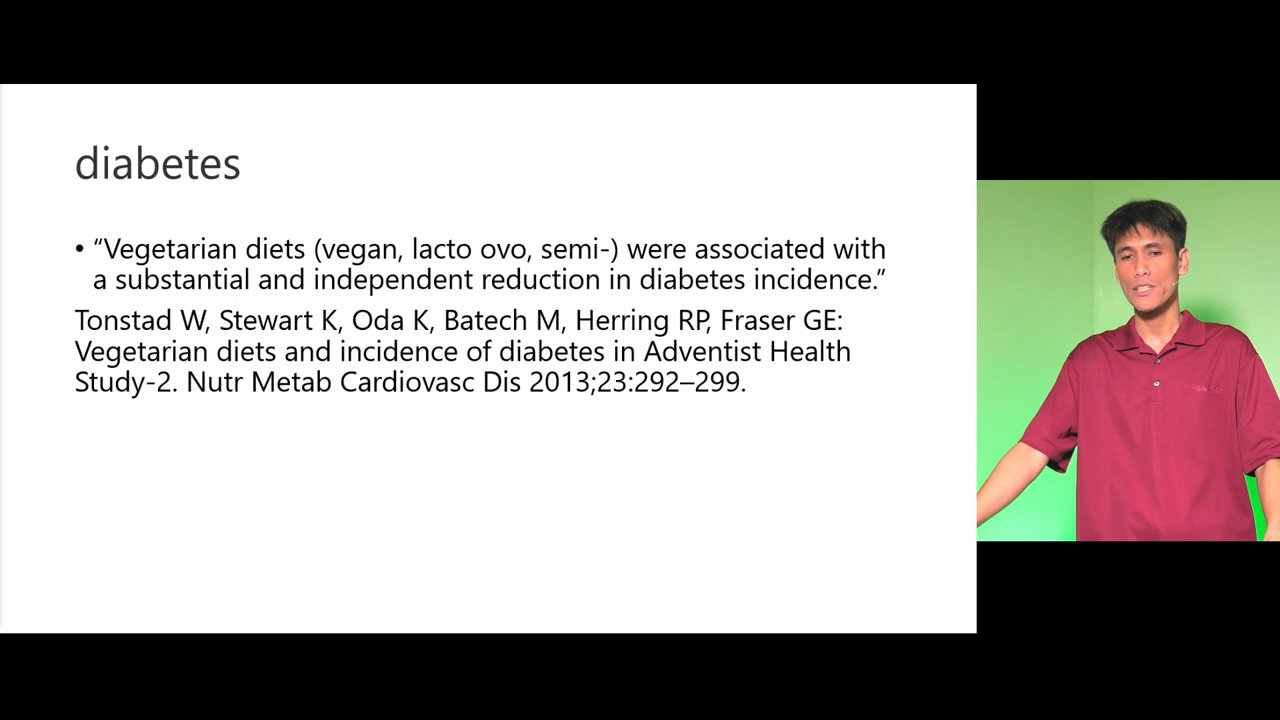 diabetes
• “Vegetarian diets (vegan, lacto ovo, semi-) were associated with
a substantial and independent reduction in diabetes incidence.”
Tonstad W, Stewart K, Oda K, Batech M, Herring RP, Fraser GE:
Vegetarian diets and incidence of diabetes in Adventist Health
Study-2. Nutr Metab Cardiovasc Dis 2013;23:292–299.